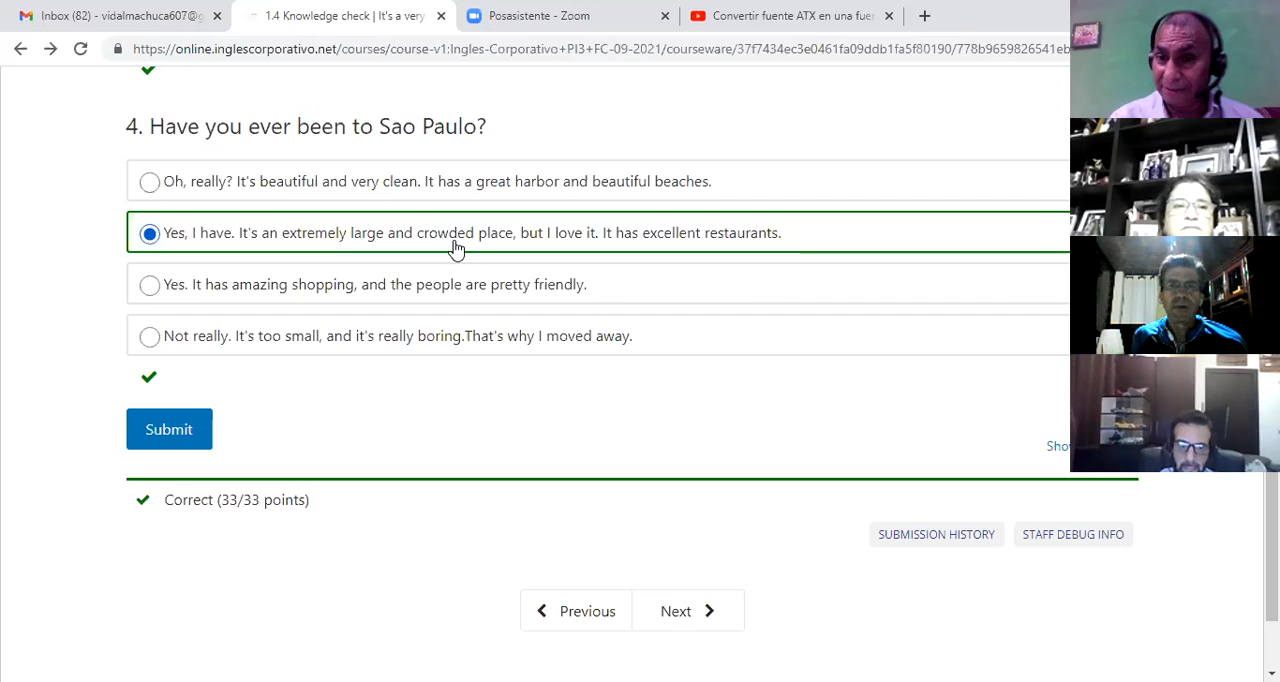 Inbox (82) - vidalmachuca607@g
1.4 Knowledge check | It's a very
Posasistente - Zoom
Convertir fuente ATX en una fue
https://online.inglescorporativo.net/courses/course-v1:Ingles-Corporativo+PI3+FC-09-2021/courseware/37f7434ec3e0461fa09ddb1fa5f80190/778b9659826541eb
4. Have you ever been to Sao Paulo?
Oh, really? It's beautiful and very clean. It has a great harbor and beautiful beaches.
Yes, I have. It's an extremely large and crowded place, but I love it. It has excellent restaurants.
Yes. It has amazing shopping, and the people are pretty friendly.
Not really. It's too small, and it's really boring.That's why I moved away.
Submit
Sho
Correct (33/33 points)
SUBMISSION HISTORY
STAFF DEBUG INFO
Previous
Next